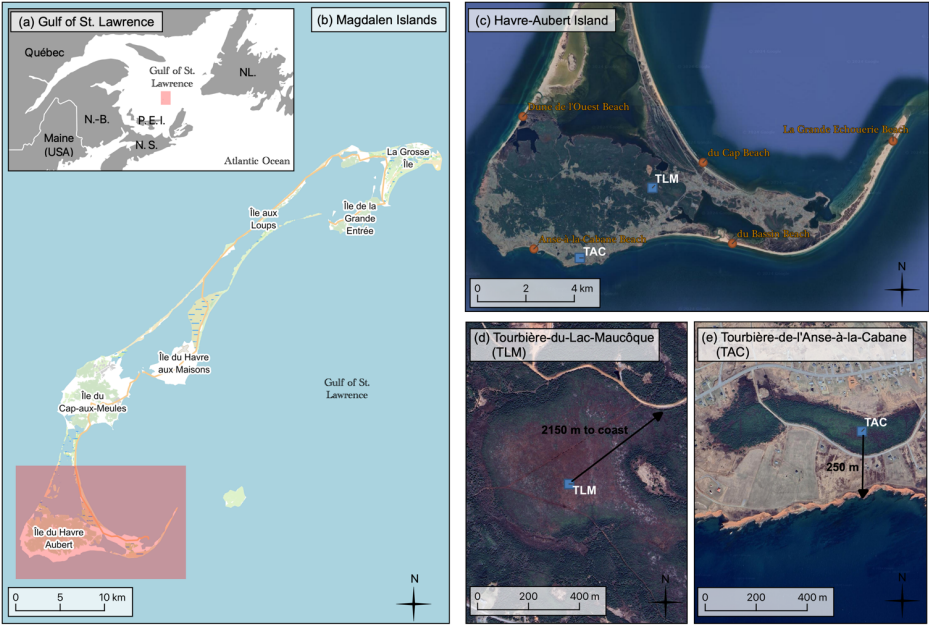 (a) Gulf of St. Lawrence
Québec
Gulf of St.
Lawrence
NL.
N.-B.
P.E.I.
Maine
(USA)
N. S.
Atlantic Ocean
(b) Magdalen Islands
La Grosse
Île
Île de la
Grande
Entrée
Île aux
Loups
Île du Havre
aux Maisons
Île du
Cap-aux-Meules
Gulf of St.
Lawrence
Île du Havre
Aubert
0 5 10 km
N
(c) Havre-Aubert Island
Dune de l'Ouest Beach
La Grande Échouerie Beach
du Cap Beach
TLM
Anse-à-la-Cabane Beach
du Bassin Beach
TAC
0 2 4 km
N
(d) Tourbière-du-Lac-Maucôque
(TLM)
2150 m to coast
TLM
N
0 200 400 m
(e) Tourbière-de-l'Anse-à-la-Cabane
(TAC)
TAC
250 m
N
0 200 400 m